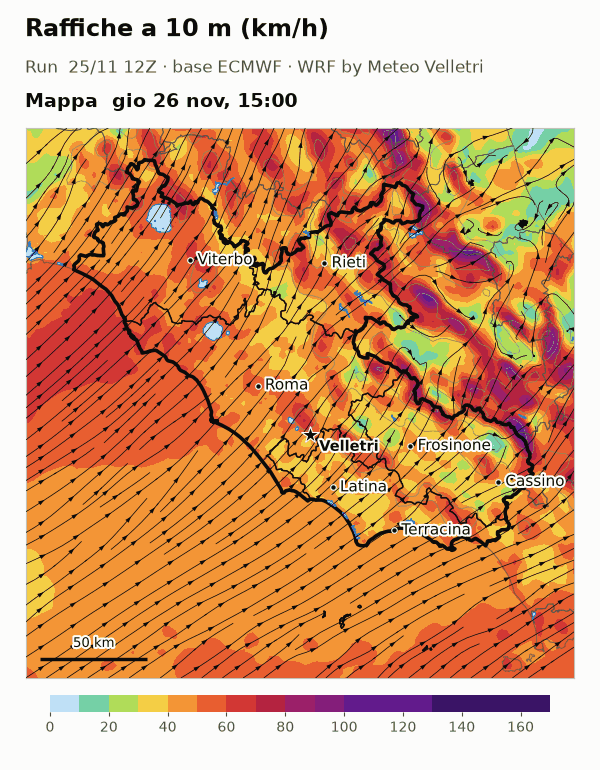 Raffiche a 10 m (km/h)
Run  25/11 12Z · base ECMWF · WRF by Meteo Velletri
Mappa  gio 26 nov, 15:00
Viterbo
Rieti
Roma
Velletri
Frosinone
Cassino
Latina
Terracina
50 km
0 20 40 60 80 100 120 140 160